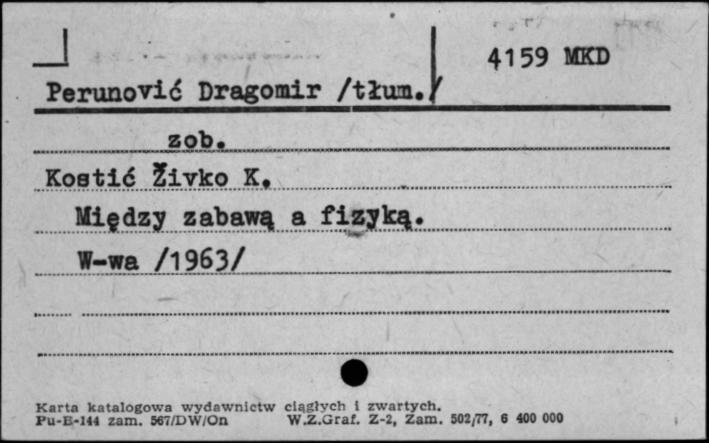 4159 MKD
Perunović Dragomir /tłum./
zob.
Kostić Živko K.
Między zabawą a fizyką.
W-wa /1963/
Karta katalogowa wydawnictw ciągłych i zwartych.
Pu-B-144 zam. 567/DW/On W.Z.Graf. Z-2, Zam. 502/77, 6 400 000